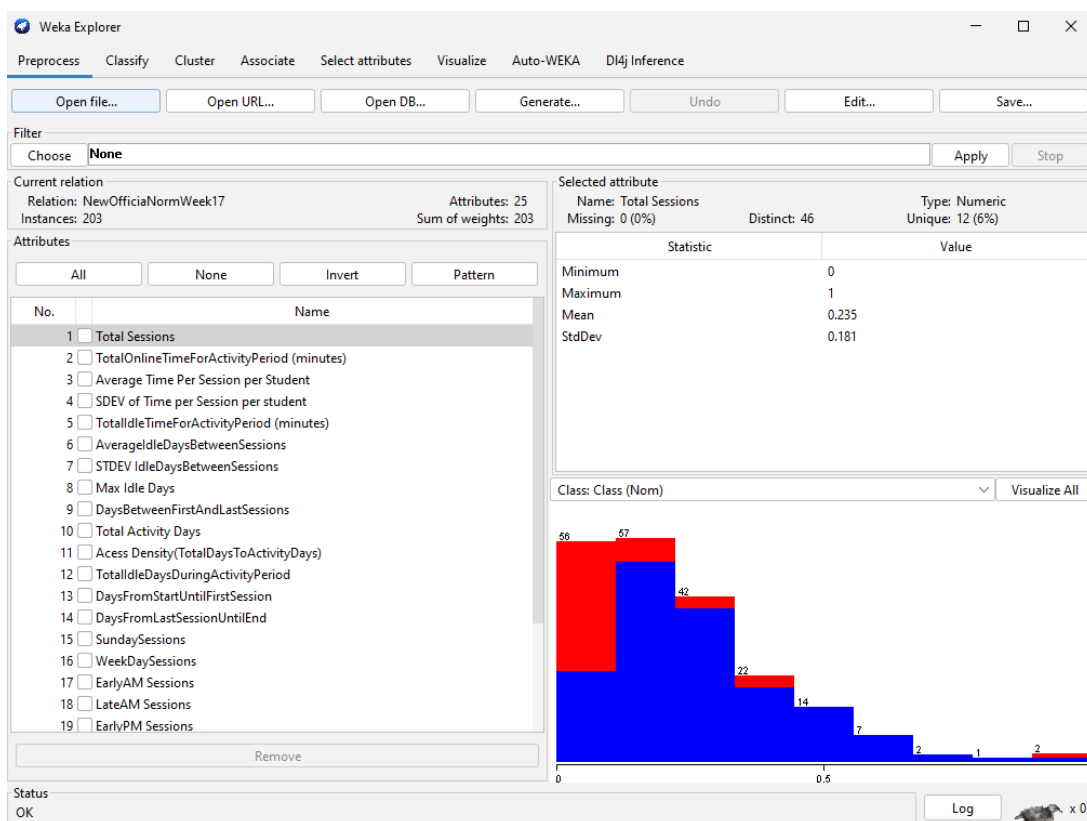 Weka Explorer
Preprocess Classify Cluster Associate Select attributes Visualize Auto-WEKA Dl4j Inference
Open file... Open URL... Open DB... Generate... Undo Edit... Save...
Filter
Choose None Apply Stop
Current relation
Relation: NewOfficiaNormWeek17 Attributes: 25
Instances: 203 Sum of weights: 203
Attributes
All None Invert Pattern
No. Name
1 Total Sessions
2 TotalOnlineTimeForActivityPeriod (minutes)
3 Average Time Per Session per Student
4 SDEV of Time per Session per student
5 TotalIdleTimeForActivityPeriod (minutes)
6 AverageIdleDaysBetweenSessions
7 STDEV IdleDaysBetweenSessions
8 Max Idle Days
9 DaysBetweenFirstAndLastSessions
10 Total Activity Days
11 Acess Density(TotalDaysToActivityDays)
12 TotalIdleDaysDuringActivityPeriod
13 DaysFromStartUntilFirstSession
14 DaysFromLastSessionUntilEnd
15 SundaySessions
16 WeekDaySessions
17 EarlyAM Sessions
18 LateAM Sessions
19 EarlyPM Sessions
Remove
Selected attribute
Name: Total Sessions Type: Numeric
Missing: 0 (0%) Distinct: 46 Unique: 12 (6%)
Statistic Value
Minimum 0
Maximum 1
Mean 0.235
StdDev 0.181
Class: Class (Nom) Visualize All
56 57 42 22 14 7 2 1 2
0 0.5
Status
OK Log x 0